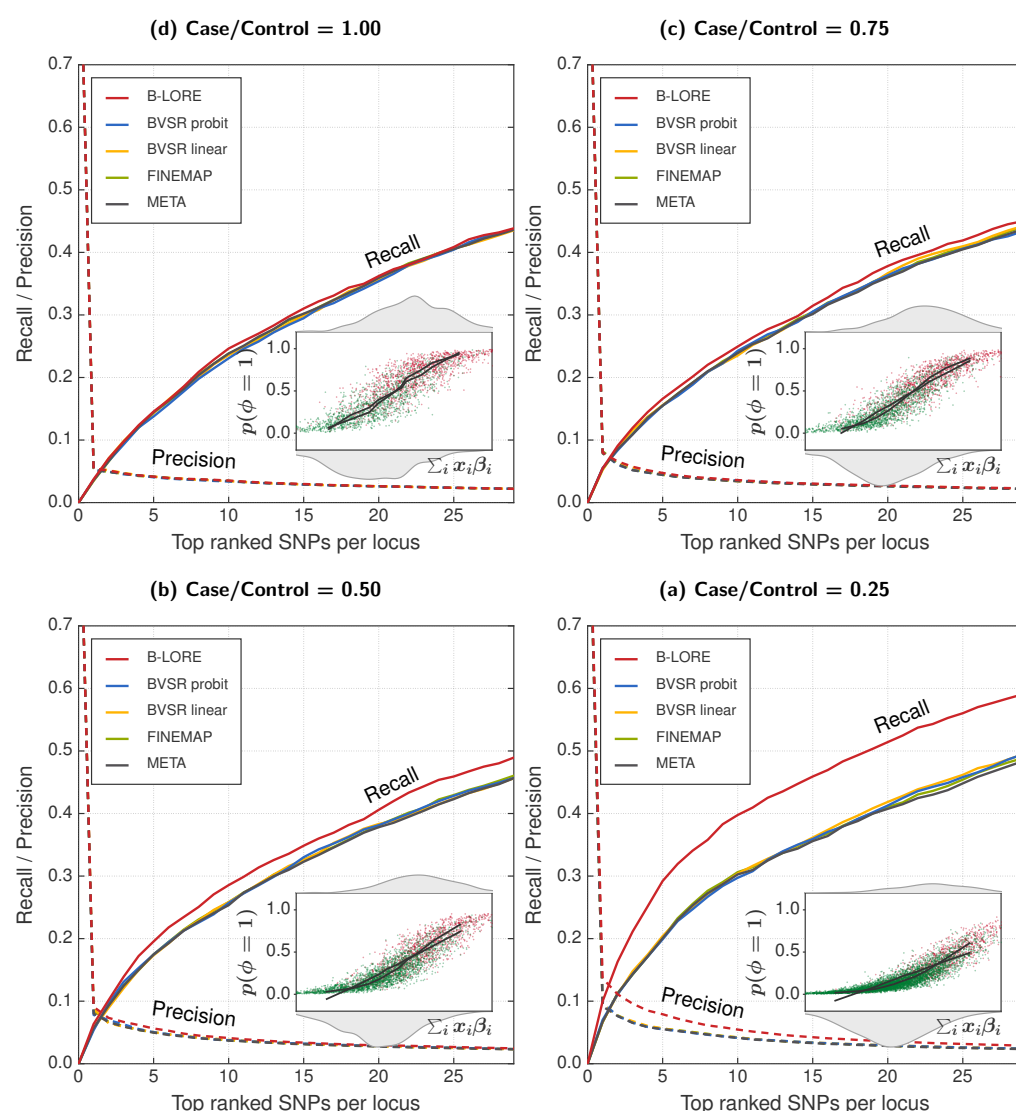 (d) Case/Control = 1.00
0.7
0.6
0.5
0.4
0.3
0.2
0.1
0.0
Recall / Precision
B-LORE
BVSR probit
BVSR linear
FINEMAP
META
Recall
Precision
1.0
0.5
0.0
p(ϕ = 1)
∑ᵢ xᵢβᵢ
0
5
10
15
20
25
Top ranked SNPs per locus
(c) Case/Control = 0.75
0.7
0.6
0.5
0.4
0.3
0.2
0.1
0.0
B-LORE
BVSR probit
BVSR linear
FINEMAP
META
Recall
Precision
1.0
0.5
0.0
p(ϕ = 1)
∑ᵢ xᵢβᵢ
0
5
10
15
20
25
Top ranked SNPs per locus
(b) Case/Control = 0.50
0.7
0.6
0.5
0.4
0.3
0.2
0.1
0.0
Recall / Precision
B-LORE
BVSR probit
BVSR linear
FINEMAP
META
Recall
Precision
1.0
0.5
0.0
p(ϕ = 1)
∑ᵢ xᵢβᵢ
0
5
10
15
20
25
Top ranked SNPs per locus
(a) Case/Control = 0.25
0.7
0.6
0.5
0.4
0.3
0.2
0.1
0.0
B-LORE
BVSR probit
BVSR linear
FINEMAP
META
Recall
Precision
1.0
0.5
0.0
p(ϕ = 1)
∑ᵢ xᵢβᵢ
0
5
10
15
20
25
Top ranked SNPs per locus